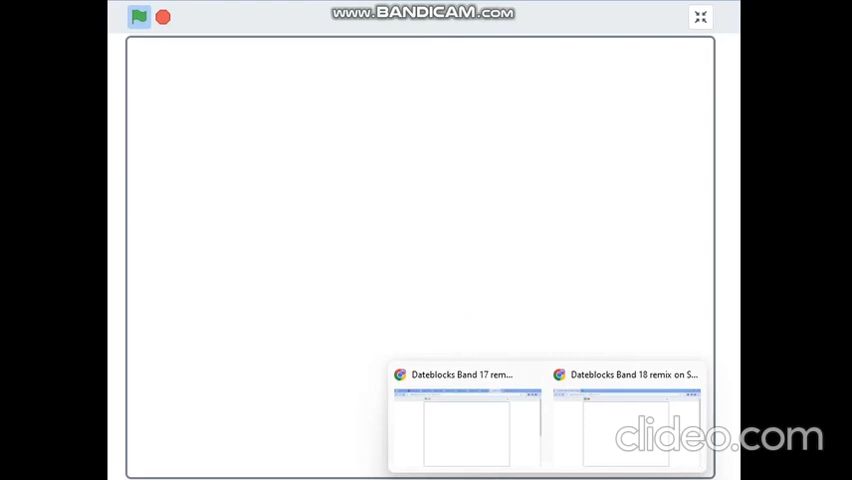 www.BANDICAM.com
Dateblocks Band 17 rem...
Dateblocks Band 18 remix on S...
clideo.com